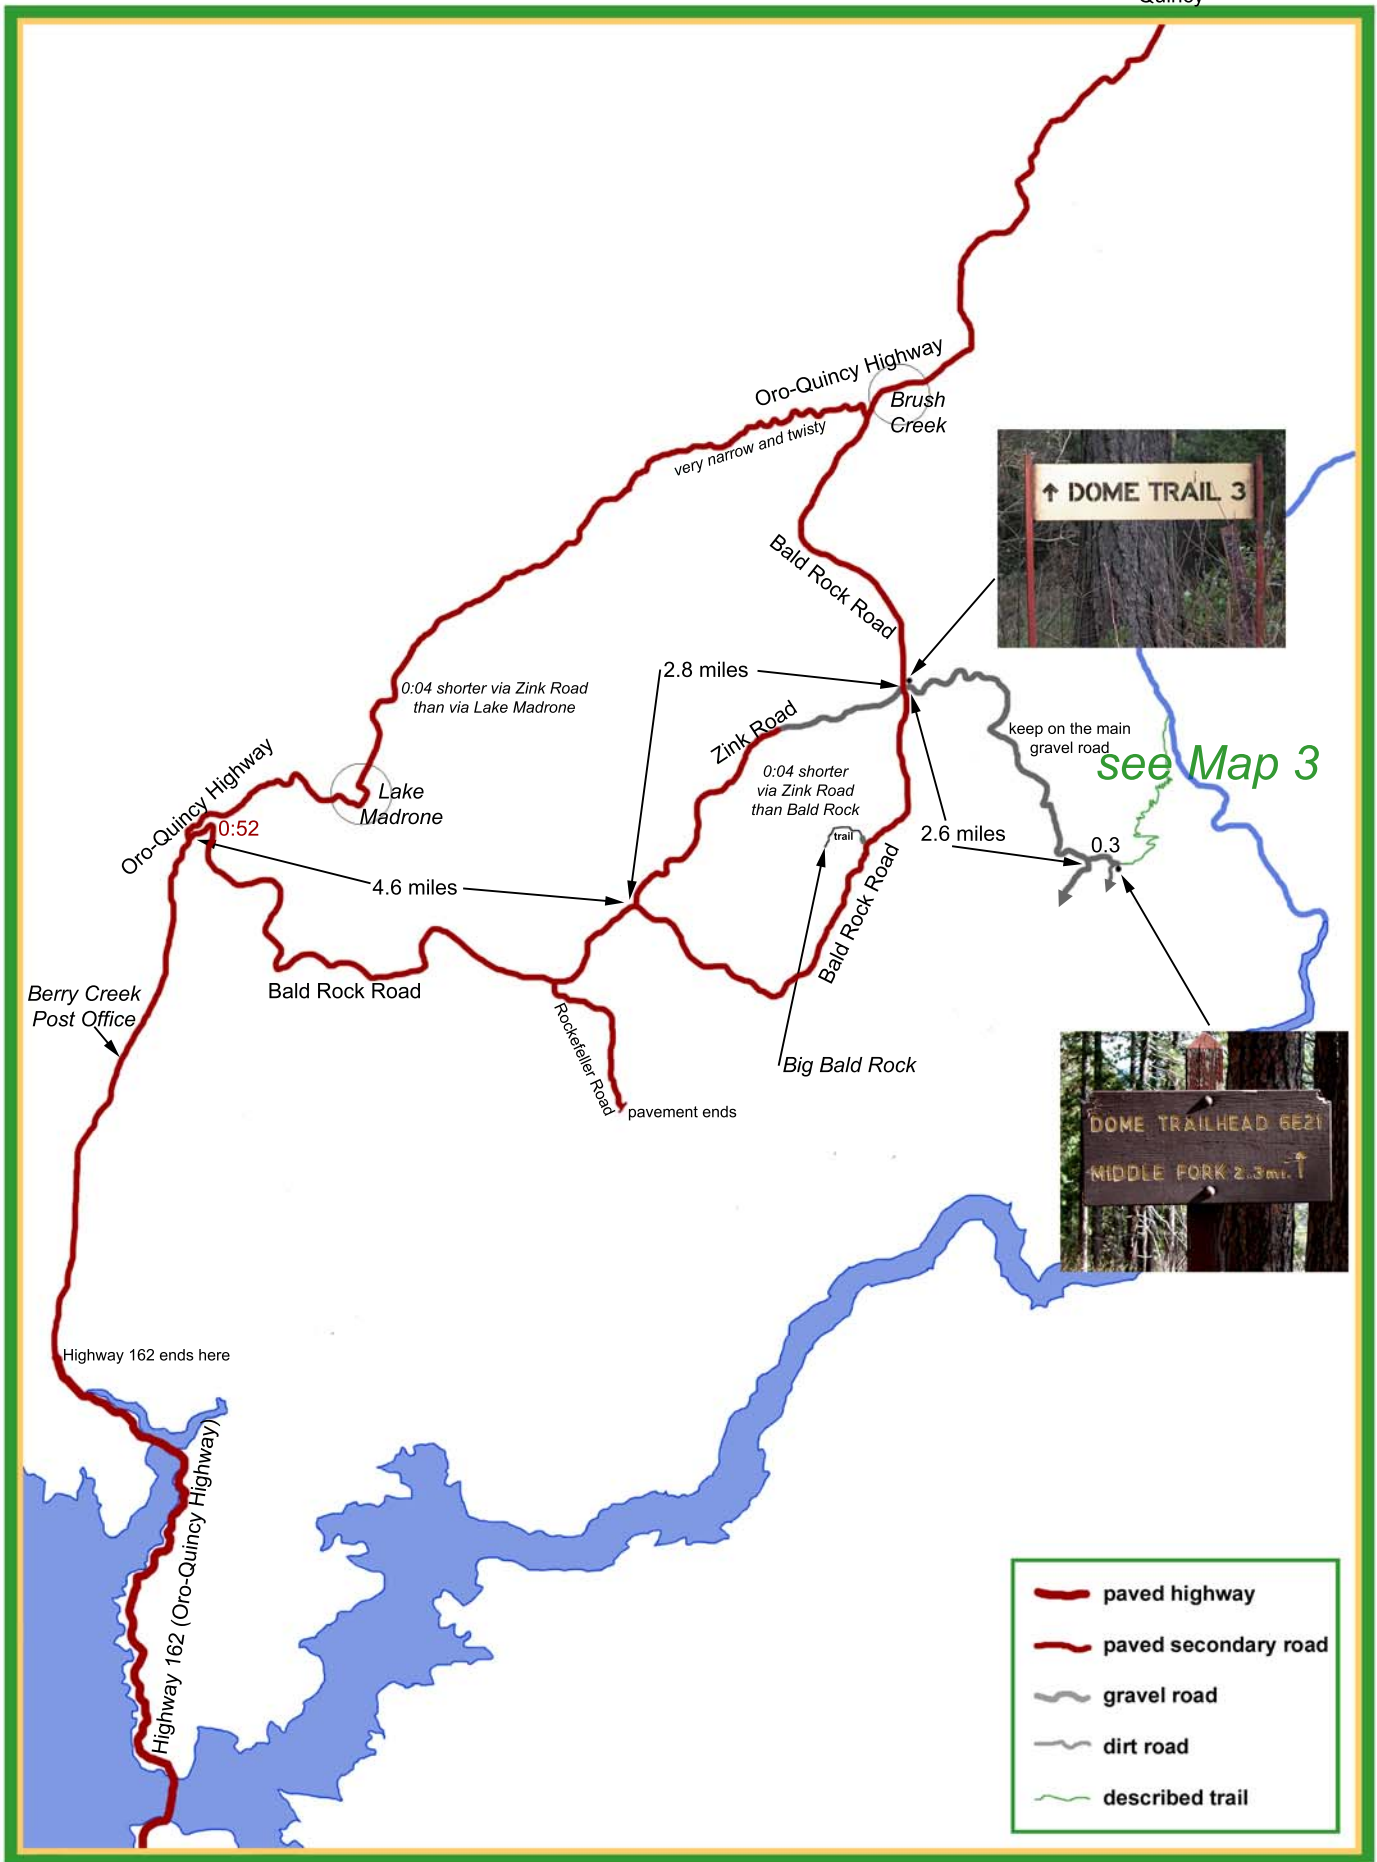 Quincy
Oro-Quincy Highway
Brush
Creek
very narrow and twisty
↑ DOME TRAIL 3
Bald Rock Road
2.8 miles
0:04 shorter via Zink Road
than via Lake Madrone
Zink Road
keep on the main
gravel road
see Map 3
0:04 shorter
via Zink Road
than Bald Rock
Oro-Quincy Highway
Lake
Madrone
0:52
trail
2.6 miles
0.3
4.6 miles
Bald Rock Road
Bald Rock Road
Berry Creek
Post Office
Rockefeller Road
Big Bald Rock
pavement ends
DOME TRAILHEAD 6E21
MIDDLE FORK 2.3mi. ↑
Highway 162 ends here
Highway 162 (Oro-Quincy Highway)
paved highway
paved secondary road
gravel road
dirt road
described trail